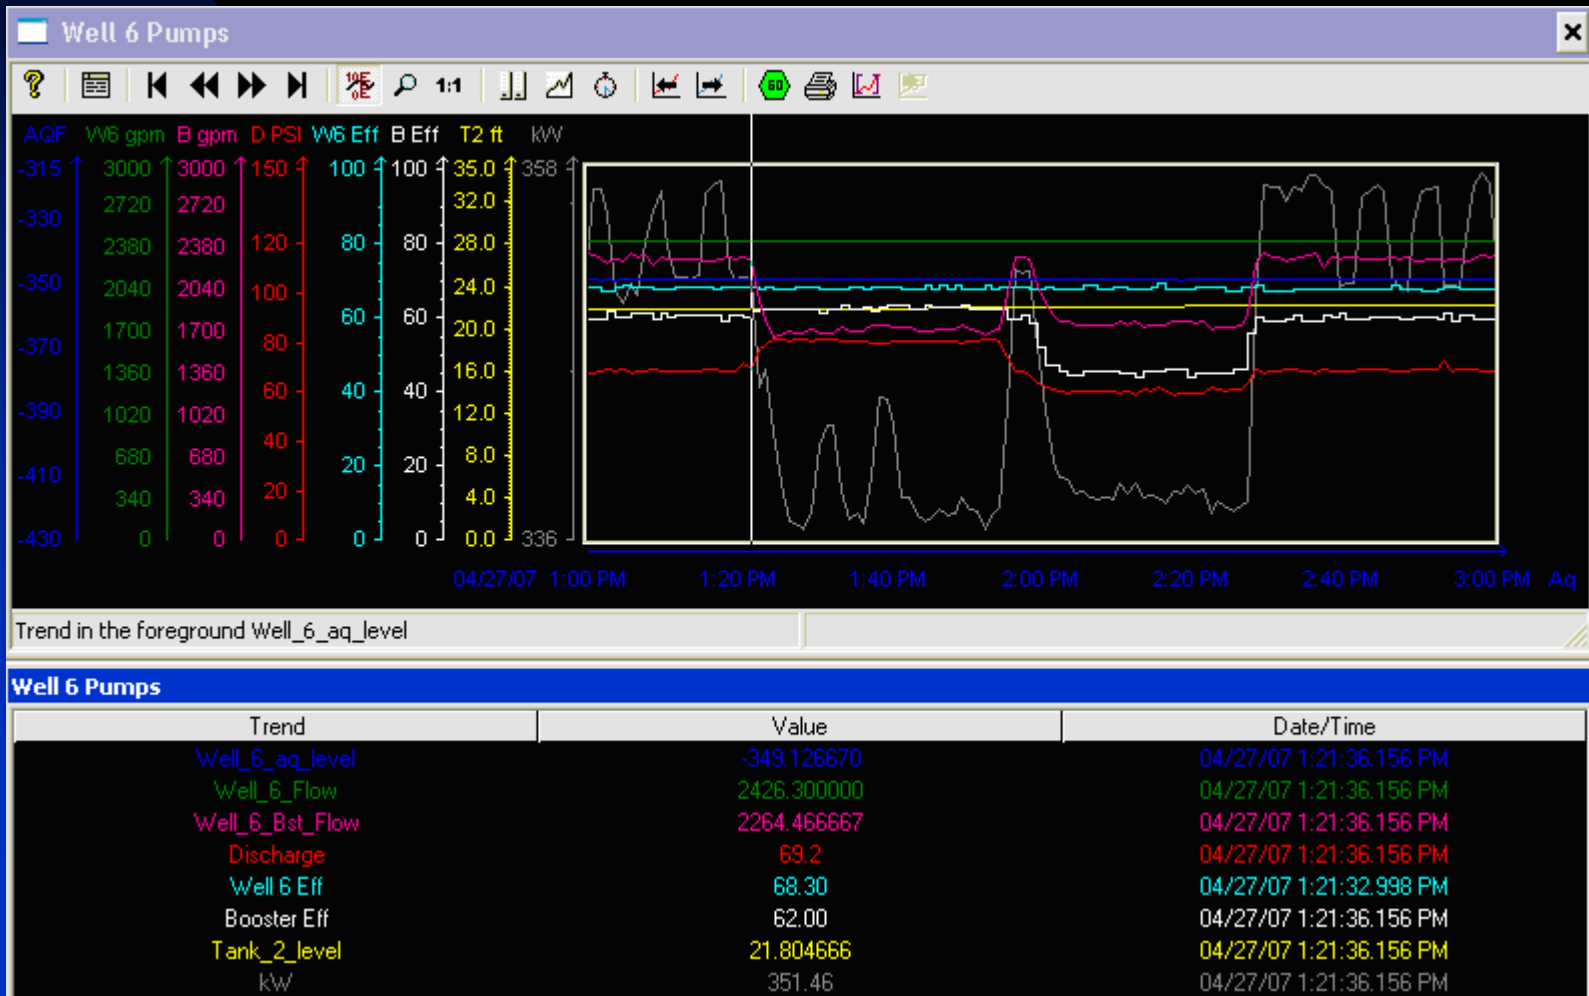 Well 6 Pumps
1:1
GO
AQF W6 gpm B gpm D PSI W6 Eff B Eff T2 ft kW
-315 3000 3000 150 100 100 35.0 358
2720 2720 32.0
-330
2380 2380 120 80 80 28.0
-350 2040 2040 100 24.0
1700 1700 60 60 20.0
-370 80
1360 1360 60 16.0
-390 1020 1020 40 40 12.0
680 680 40 20 20 8.0
-410
340 340 20 4.0
-430 0 0 0 0 0 0.0 336
04/27/07 1:00 PM 1:20 PM 1:40 PM 2:00 PM 2:20 PM 2:40 PM 3:00 PM Aq
Trend in the foreground Well_6_aq_level
Well 6 Pumps
Trend Value Date/Time
Well_6_aq_level -349.126670 04/27/07 1:21:36.156 PM
Well_6_Flow 2426.300000 04/27/07 1:21:36.156 PM
Well_6_Bst_Flow 2264.466667 04/27/07 1:21:36.156 PM
Discharge 69.2 04/27/07 1:21:36.156 PM
Well 6 Eff 68.30 04/27/07 1:21:32.998 PM
Booster Eff 62.00 04/27/07 1:21:36.156 PM
Tank_2_level 21.804666 04/27/07 1:21:36.156 PM
kW 351.46 04/27/07 1:21:36.156 PM